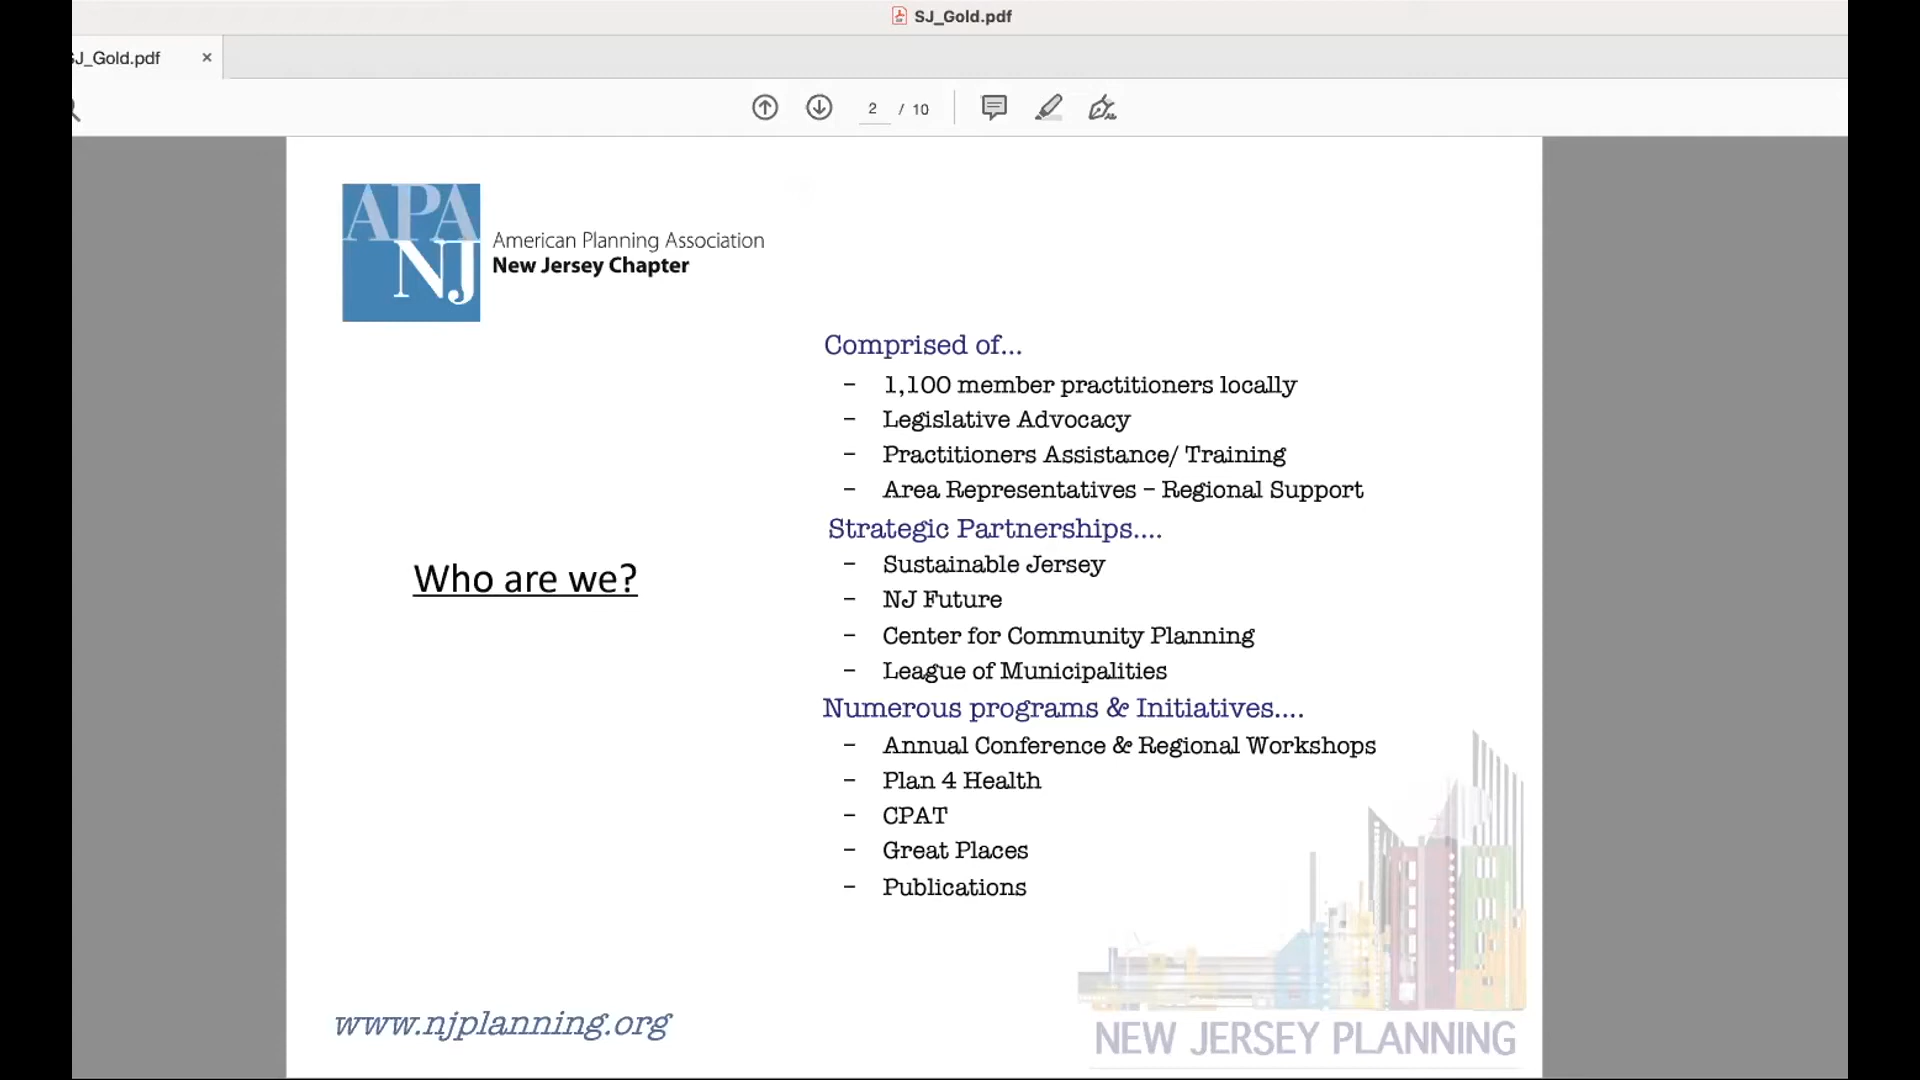 SJ_Gold.pdf
SJ_Gold.pdf
2 / 10
APA
NJ
American Planning Association
New Jersey Chapter
Who are we?
Comprised of...
- 1,100 member practitioners locally
- Legislative Advocacy
- Practitioners Assistance/ Training
- Area Representatives – Regional Support
Strategic Partnerships....
- Sustainable Jersey
- NJ Future
- Center for Community Planning
- League of Municipalities
Numerous programs & Initiatives....
- Annual Conference & Regional Workshops
- Plan 4 Health
- CPAT
- Great Places
- Publications
www.njplanning.org
NEW JERSEY PLANNING